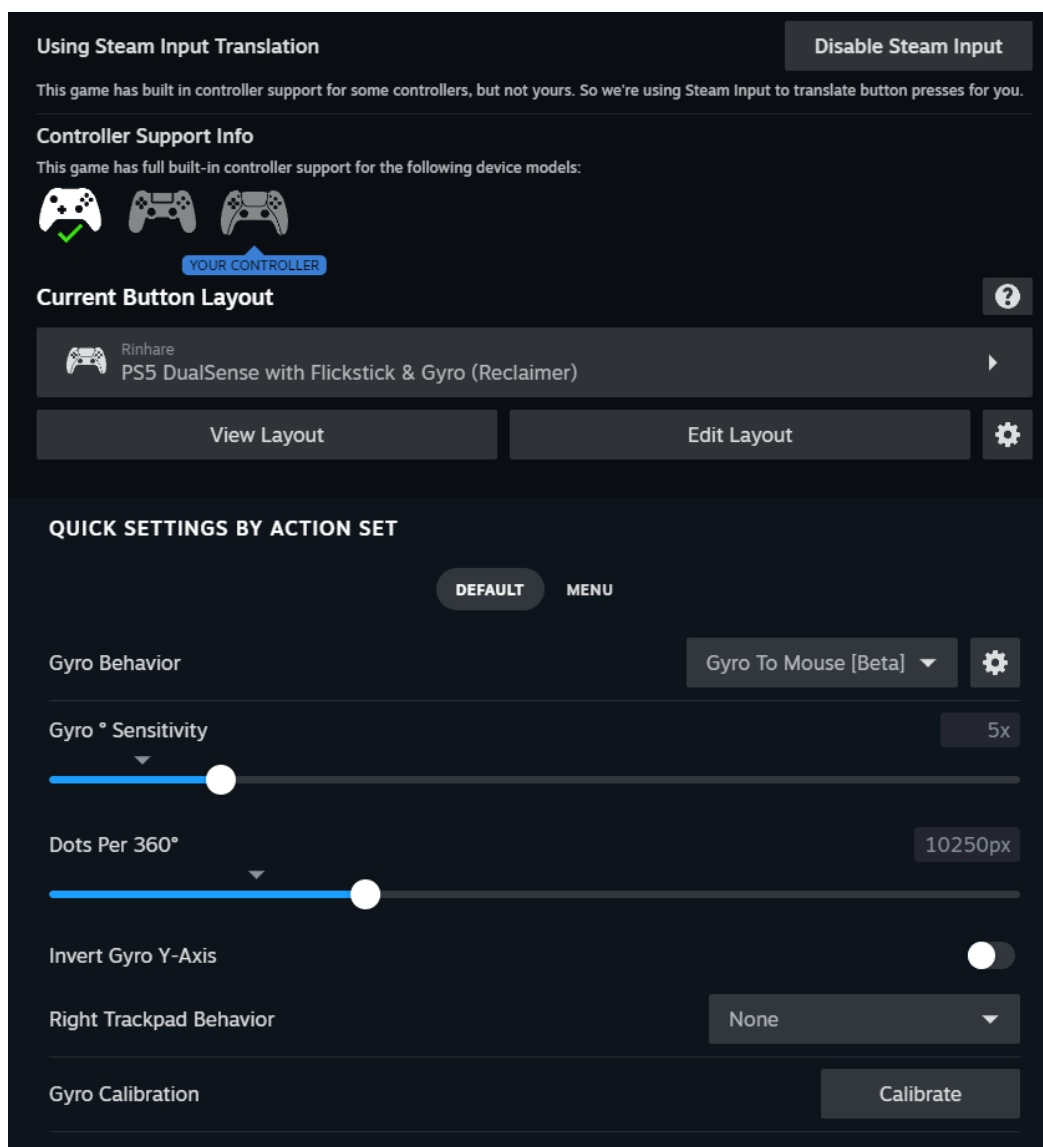 Using Steam Input Translation
Disable Steam Input
This game has built in controller support for some controllers, but not yours. So we're using Steam Input to translate button presses for you.
Controller Support Info
This game has full built-in controller support for the following device models:
YOUR CONTROLLER
Current Button Layout
?
Rinhare
PS5 DualSense with Flickstick & Gyro (Reclaimer)
View Layout
Edit Layout
QUICK SETTINGS BY ACTION SET
DEFAULT
MENU
Gyro Behavior
Gyro To Mouse [Beta]
Gyro ° Sensitivity
5x
Dots Per 360°
10250px
Invert Gyro Y-Axis
Right Trackpad Behavior
None
Gyro Calibration
Calibrate